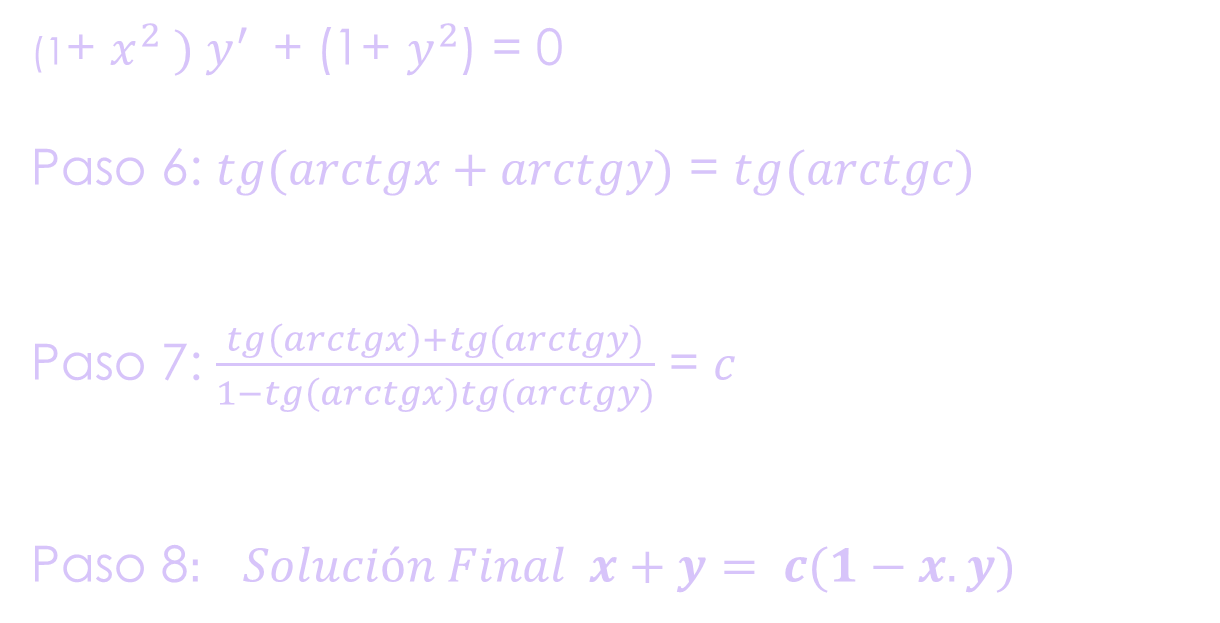 (1+ x² ) y′ + (1+ y²) = 0
Paso 6: tg(arctgx + arctgy) = tg(arctgc)
Paso 7: \frac{tg(arctgx)+tg(arctgy)}{1−tg(arctgx)tg(arctgy)} = c
Paso 8: Solución Final x + y = c(1 − x. y)